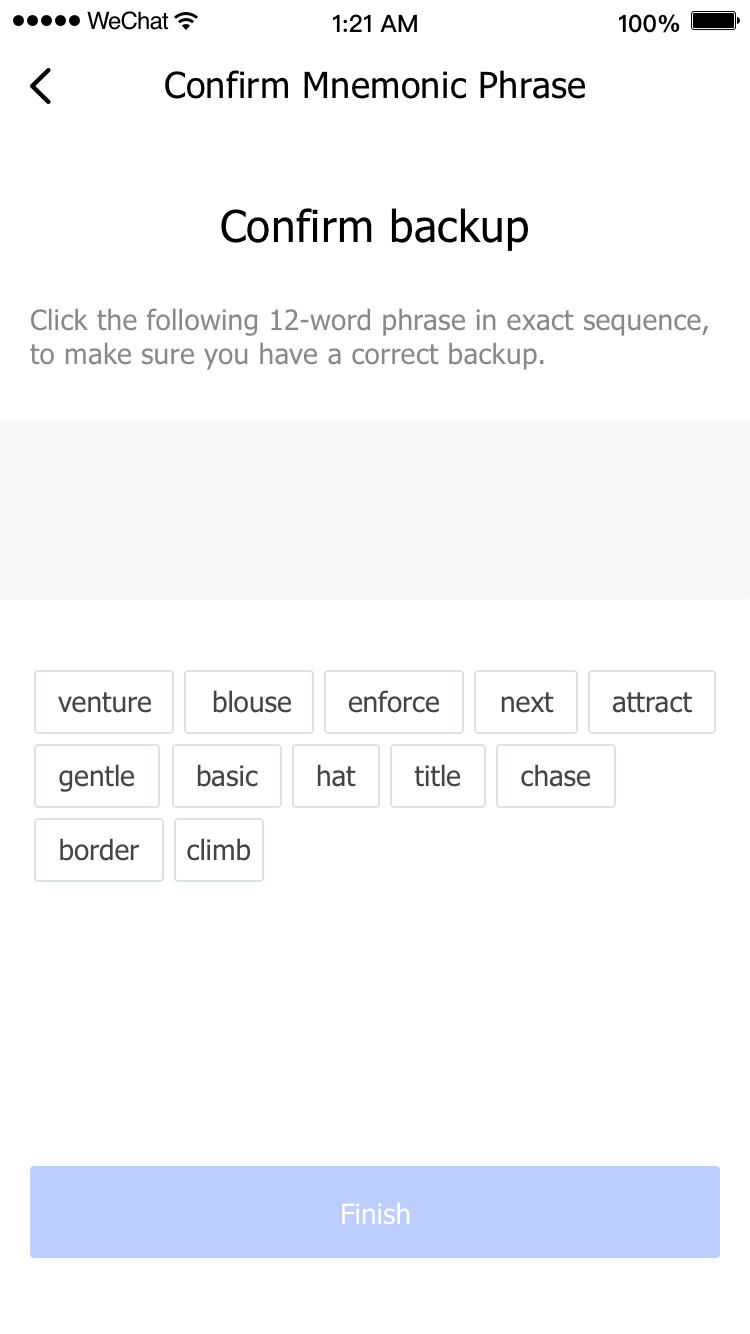 WeChat 1:21 AM 100%
Confirm Mnemonic Phrase
Confirm backup
Click the following 12-word phrase in exact sequence,
to make sure you have a correct backup.
venture blouse enforce next attract
gentle basic hat title chase
border climb
Finish